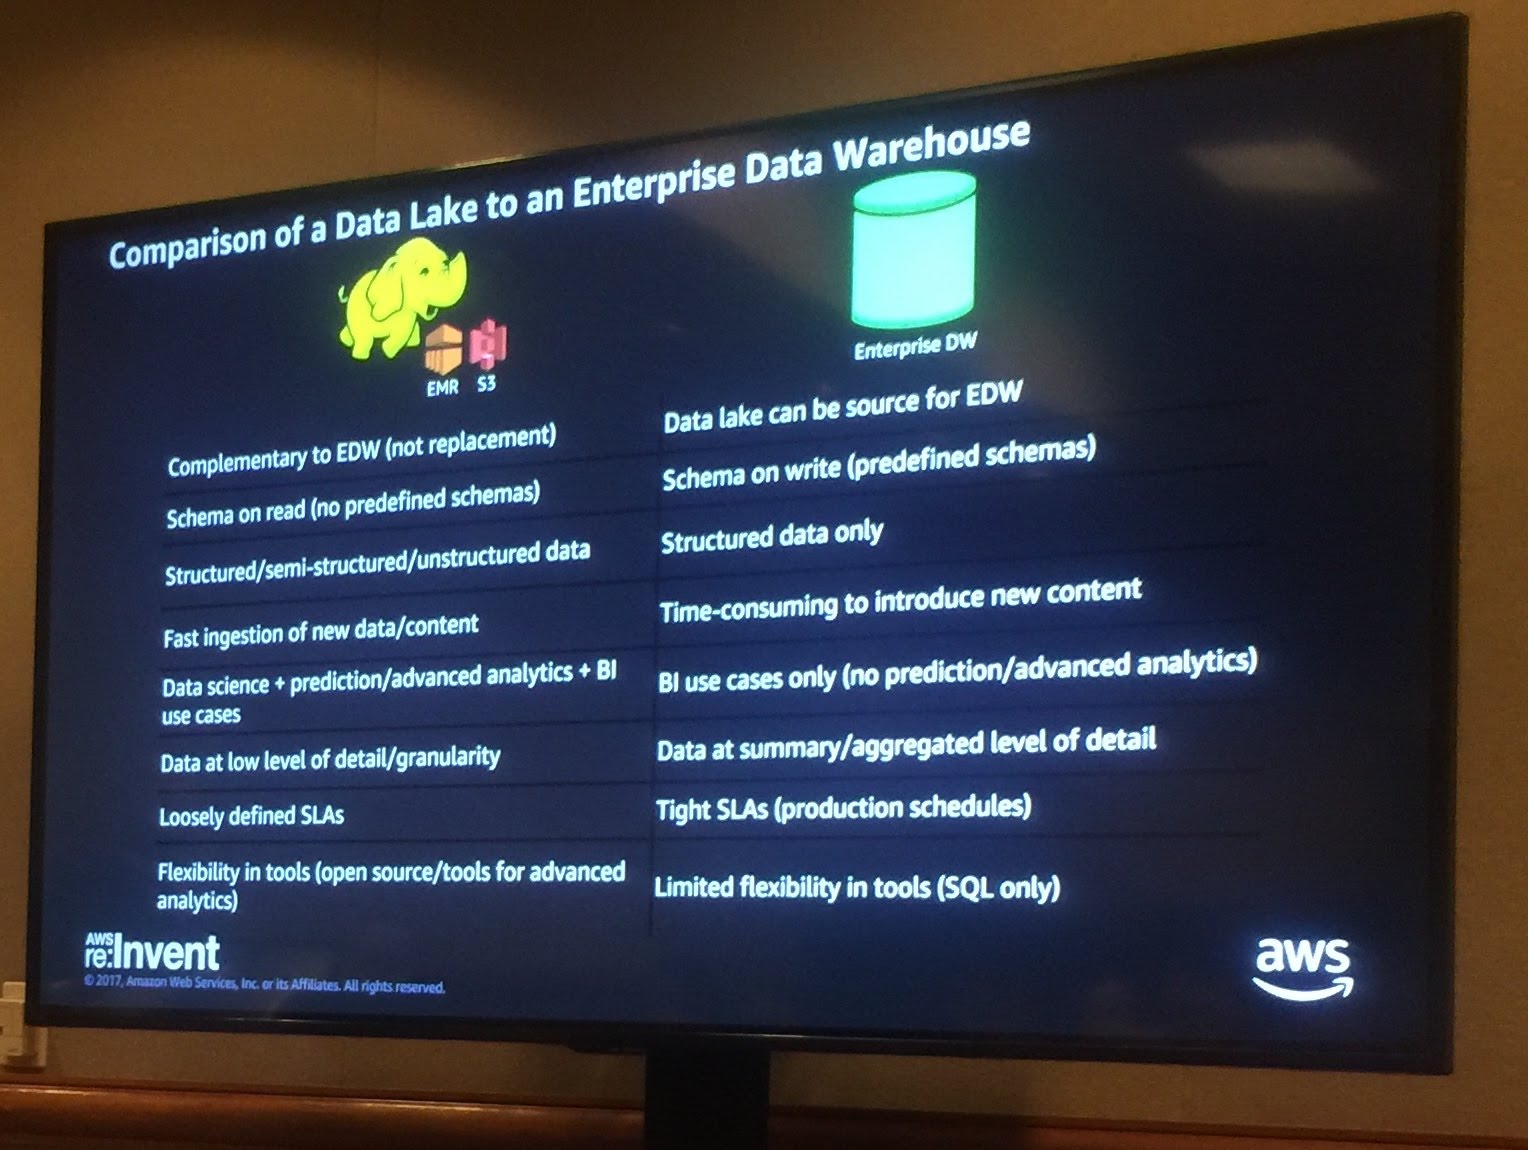 Comparison of a Data Lake to an Enterprise Data Warehouse
EMR S3
Enterprise DW
Complementary to EDW (not replacement)
Data lake can be source for EDW
Schema on read (no predefined schemas)
Schema on write (predefined schemas)
Structured/semi-structured/unstructured data
Structured data only
Fast ingestion of new data/content
Time-consuming to introduce new content
Data science + prediction/advanced analytics + BI
use cases
BI use cases only (no prediction/advanced analytics)
Data at low level of detail/granularity
Data at summary/aggregated level of detail
Loosely defined SLAs
Tight SLAs (production schedules)
Flexibility in tools (open source/tools for advanced
analytics)
Limited flexibility in tools (SQL only)
AWS
re:Invent
© 2017, Amazon Web Services, Inc. or its Affiliates. All rights reserved.
aws